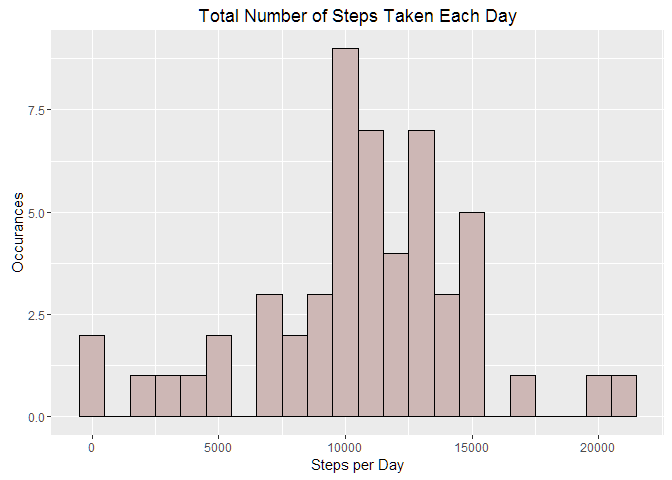 Total Number of Steps Taken Each Day
7.5
5.0
2.5
0.0
Occurances
0 5000 10000 15000 20000
Steps per Day